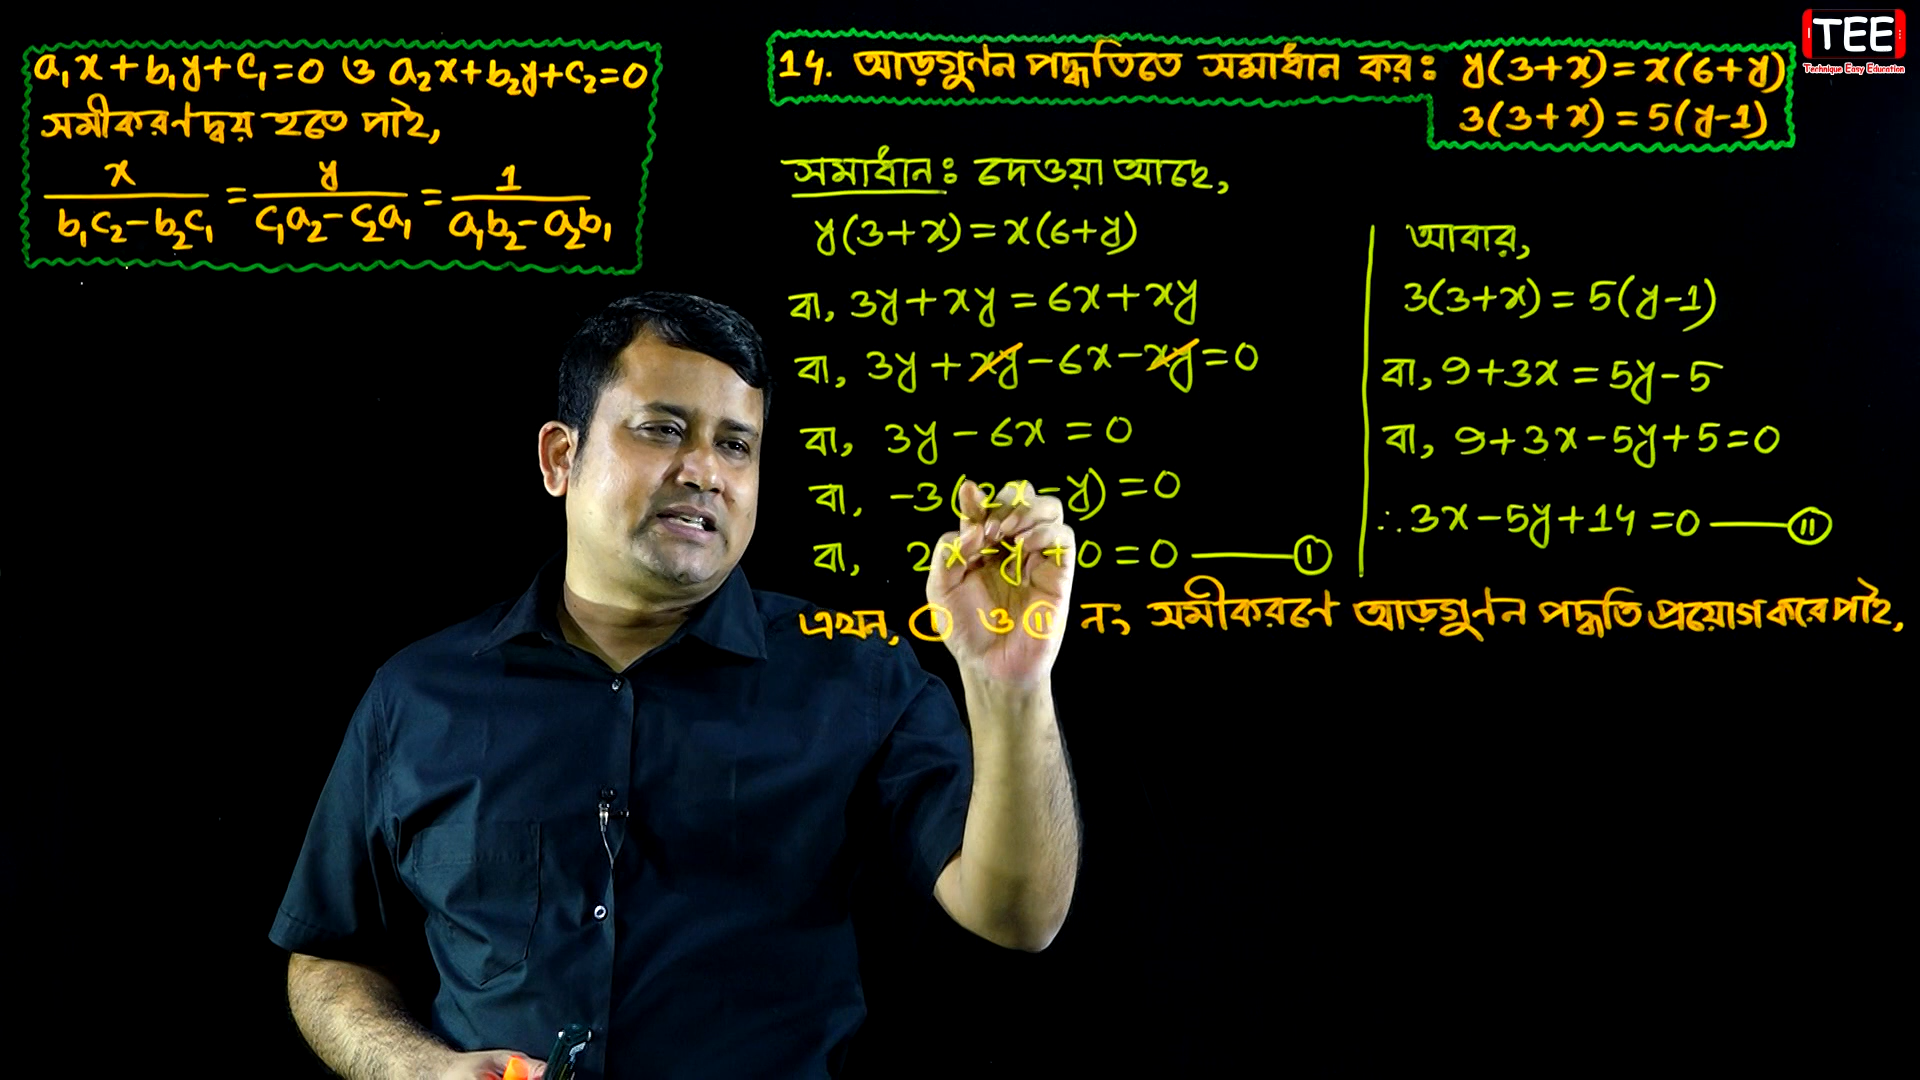 a₁x+b₁y+c₁=0 ও a₂x+b₂y+c₂=0
সমীকরণদ্বয় হতে পাই,
x/(b₁c₂-b₂c₁) = y/(c₁a₂-c₂a₁) = 1/(a₁b₂-a₂b₁)
14. আড়গুণন পদ্ধতিতে সমাধান কর: y(3+x)=x(6+y)
3(3+x)=5(y-1)
TEE
Technique Easy Education
সমাধান: দেওয়া আছে,
y(3+x)=x(6+y)
বা, 3y+xy=6x+xy
বা, 3y+xy-6x-xy=0
বা, 3y-6x=0
বা, -3(2x-y)=0
বা, 2x-y+0=0 —— (I)
আবার,
3(3+x)=5(y-1)
বা, 9+3x=5y-5
বা, 9+3x-5y+5=0
∴3x-5y+14=0 —— (II)
এখন, (I) ও (II) নং সমীকরণে আড়গুণন পদ্ধতি প্রয়োগ করে পাই,